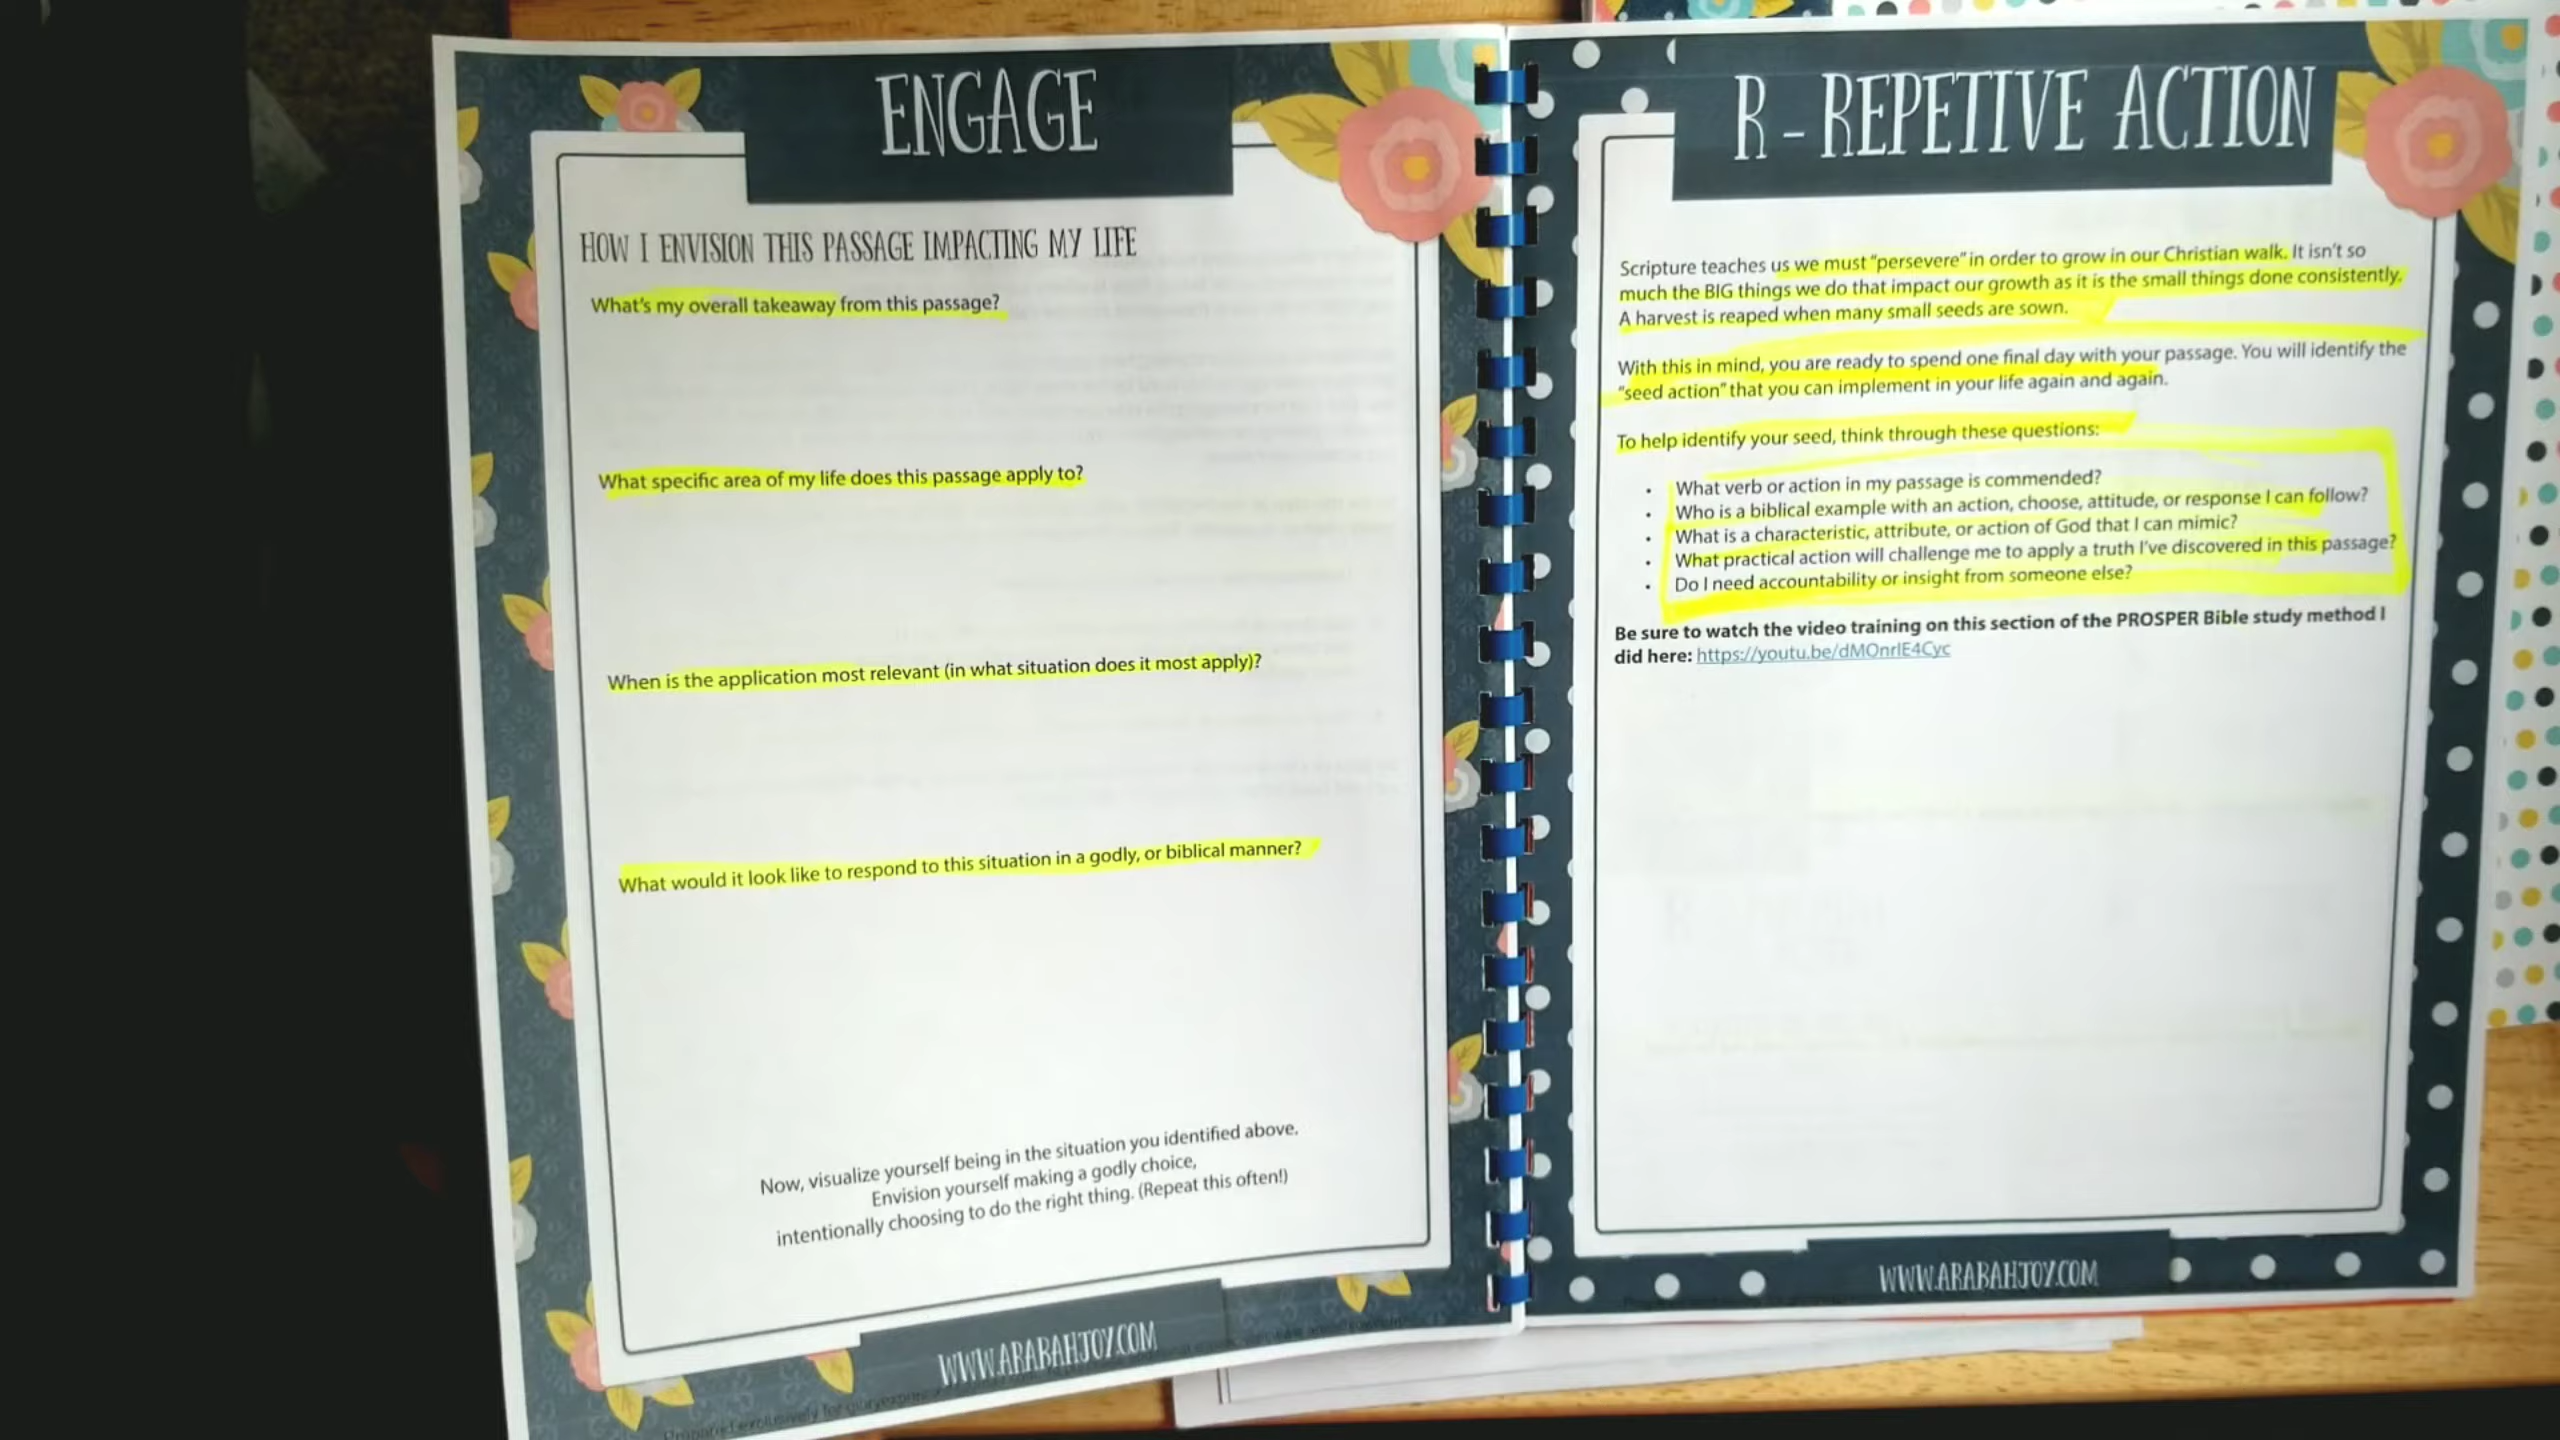 ENGAGE
HOW I ENVISION THIS PASSAGE IMPACTING MY LIFE
What's my overall takeaway from this passage?
What specific area of my life does this passage apply to?
When is the application most relevant (in what situation does it most apply)?
What would it look like to respond to this situation in a godly, or biblical manner?
Now, visualize yourself being in the situation you identified above.
Envision yourself making a godly choice,
intentionally choosing to do the right thing. (Repeat this often!)
WWW.ARABAHJOY.COM
Prepared exclusively for
R - REPETIVE ACTION
Scripture teaches us we must "persevere" in order to grow in our Christian walk. It isn't so
much the BIG things we do that impact our growth as it is the small things done consistently.
A harvest is reaped when many small seeds are sown.
With this in mind, you are ready to spend one final day with your passage. You will identify the
"seed action" that you can implement in your life again and again.
To help identify your seed, think through these questions:
• What verb or action in my passage is commended?
• Who is a biblical example with an action, choose, attitude, or response I can follow?
• What is a characteristic, attribute, or action of God that I can mimic?
• What practical action will challenge me to apply a truth I've discovered in this passage?
• Do I need accountability or insight from someone else?
Be sure to watch the video training on this section of the PROSPER Bible study method I
did here: https://youtu.be/dMOnrlE4Cyc
WWW.ARABAHJOY.COM